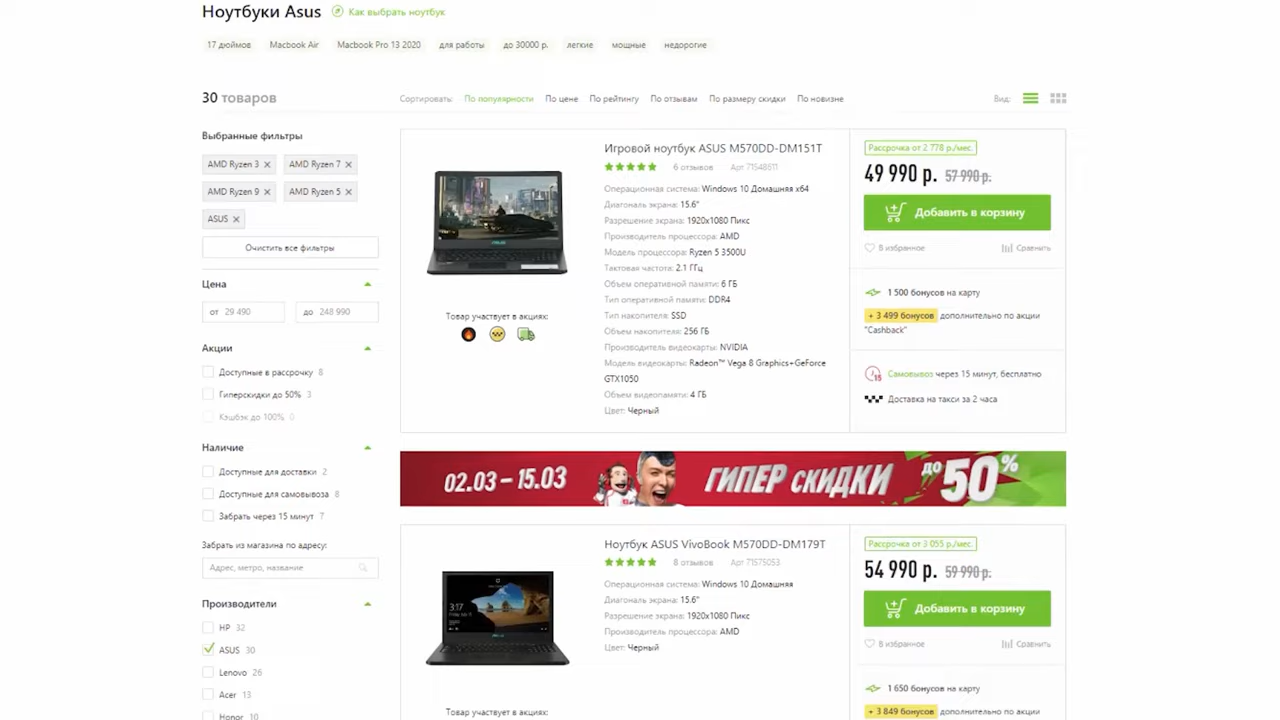 Ноутбуки Asus
Как выбрать ноутбук
17 дюймов Macbook Air Macbook Pro 13 2020 для работы до 30000 р. легкие мощные недорогие
30 товаров
Сортировать: По популярности По цене По рейтингу По отзывам По размеру скидки По новизне
Вид:
Выбранные фильтры
AMD Ryzen 3 ✕ AMD Ryzen 7 ✕
AMD Ryzen 9 ✕ AMD Ryzen 5 ✕
ASUS ✕
Очистить все фильтры
Цена
от 29 490 до 248 990
Акции
Доступные в рассрочку 8
Гиперскидки до 50% 3
Кэшбэк до 100% 0
Наличие
Доступные для доставки 2
Доступные для самовывоза 8
Забрать через 15 минут 7
Забрать из магазина по адресу:
Адрес, метро, название
Производители
HP 32
ASUS 30
Lenovo 26
Acer 13
Honor 10
Игровой ноутбук ASUS M570DD-DM151T
6 отзывов Арт. 71548611
Операционная система: Windows 10 Домашняя x64
Диагональ экрана: 15.6"
Разрешение экрана: 1920x1080 Пикс
Производитель процессора: AMD
Модель процессора: Ryzen 5 3500U
Тактовая частота: 2.1 ГГц
Объем оперативной памяти: 6 ГБ
Тип оперативной памяти: DDR4
Тип накопителя: SSD
Объем накопителя: 256 ГБ
Производитель видеокарты: NVIDIA
Модель видеокарты: Radeon™ Vega 8 Graphics+GeForce
GTX1050
Объем видеопамяти: 4 ГБ
Цвет: Черный
Товар участвует в акциях:
Рассрочка от 2 778 р./мес.
49 990 р. 57 990 р.
Добавить в корзину
В избранное Сравнить
1 500 бонусов на карту
+ 3 499 бонусов дополнительно по акции
"Cashback"
15 Самовывоз через 15 минут, бесплатно
Доставка на такси за 2 часа
02.03 – 15.03 ГИПЕР СКИДКИ ДО 50%
Ноутбук ASUS VivoBook M570DD-DM179T
8 отзывов Арт. 71575053
Операционная система: Windows 10 Домашняя
Диагональ экрана: 15.6"
Разрешение экрана: 1920x1080 Пикс
Производитель процессора: AMD
Цвет: Черный
3:17
Товар участвует в акциях:
Рассрочка от 3 055 р./мес.
54 990 р. 59 990 р.
Добавить в корзину
В избранное Сравнить
1 650 бонусов на карту
+ 3 849 бонусов дополнительно по акции